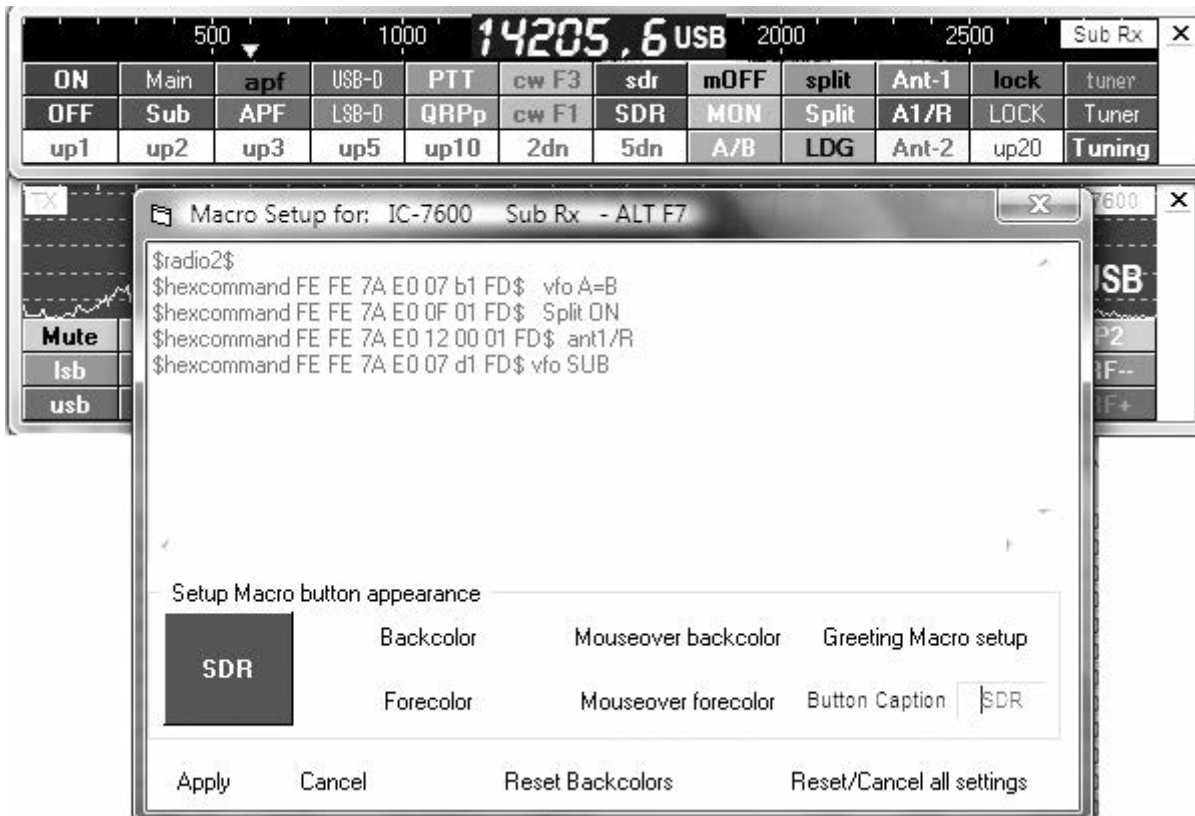 500 1000 14205,6 USB 2000 2500 Sub Rx X
ON Main apf USB-D PTT cw F3 sdr mOFF split Ant-1 lock tuner
OFF Sub APF LSB-D QRPp cw F1 SDR MON Split A1/R LOCK Tuner
up1 up2 up3 up5 up10 2dn 5dn A/B LDG Ant-2 up20 Tuning
TX 7600 X
Macro Setup for: IC-7600 Sub Rx - ALT F7 X
$radio2$
$hexcommand FE FE 7A E0 07 b1 FD$ vfo A=B
$hexcommand FE FE 7A E0 0F 01 FD$ Split ON
$hexcommand FE FE 7A E0 12 00 01 FD$ ant1/R
$hexcommand FE FE 7A E0 07 d1 FD$ vfo SUB
Mute
lsb
usb
Setup Macro button appearance
SDR
Backcolor Mouseover backcolor Greeting Macro setup
Forecolor Mouseover forecolor Button Caption SDR
Apply Cancel Reset Backcolors Reset/Cancel all settings